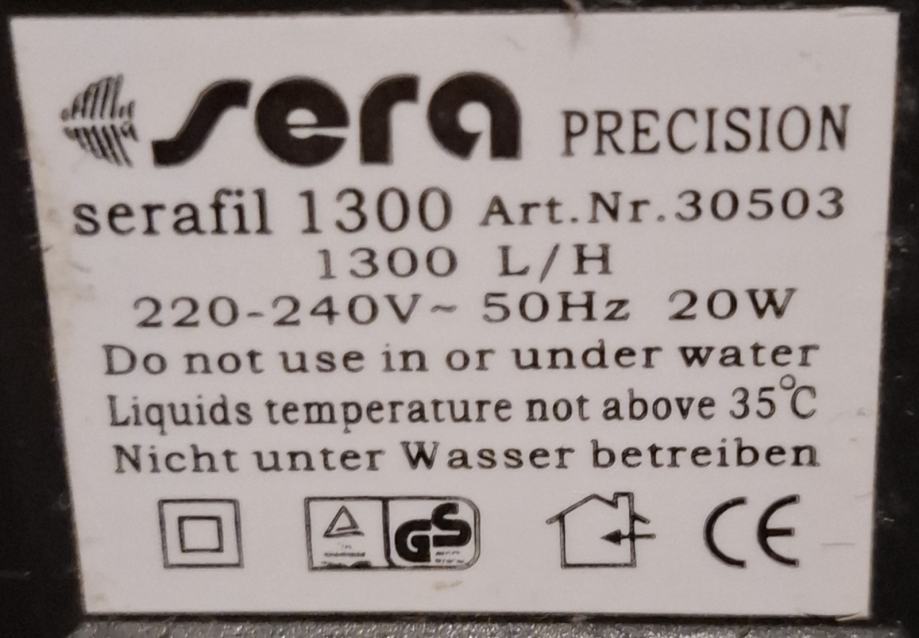 sera PRECISION
serafil 1300 Art.Nr.30503
1300 L/H
220-240V~ 50Hz 20W
Do not use in or under water
Liquids temperature not above 35°C
Nicht unter Wasser betreiben
GS CE